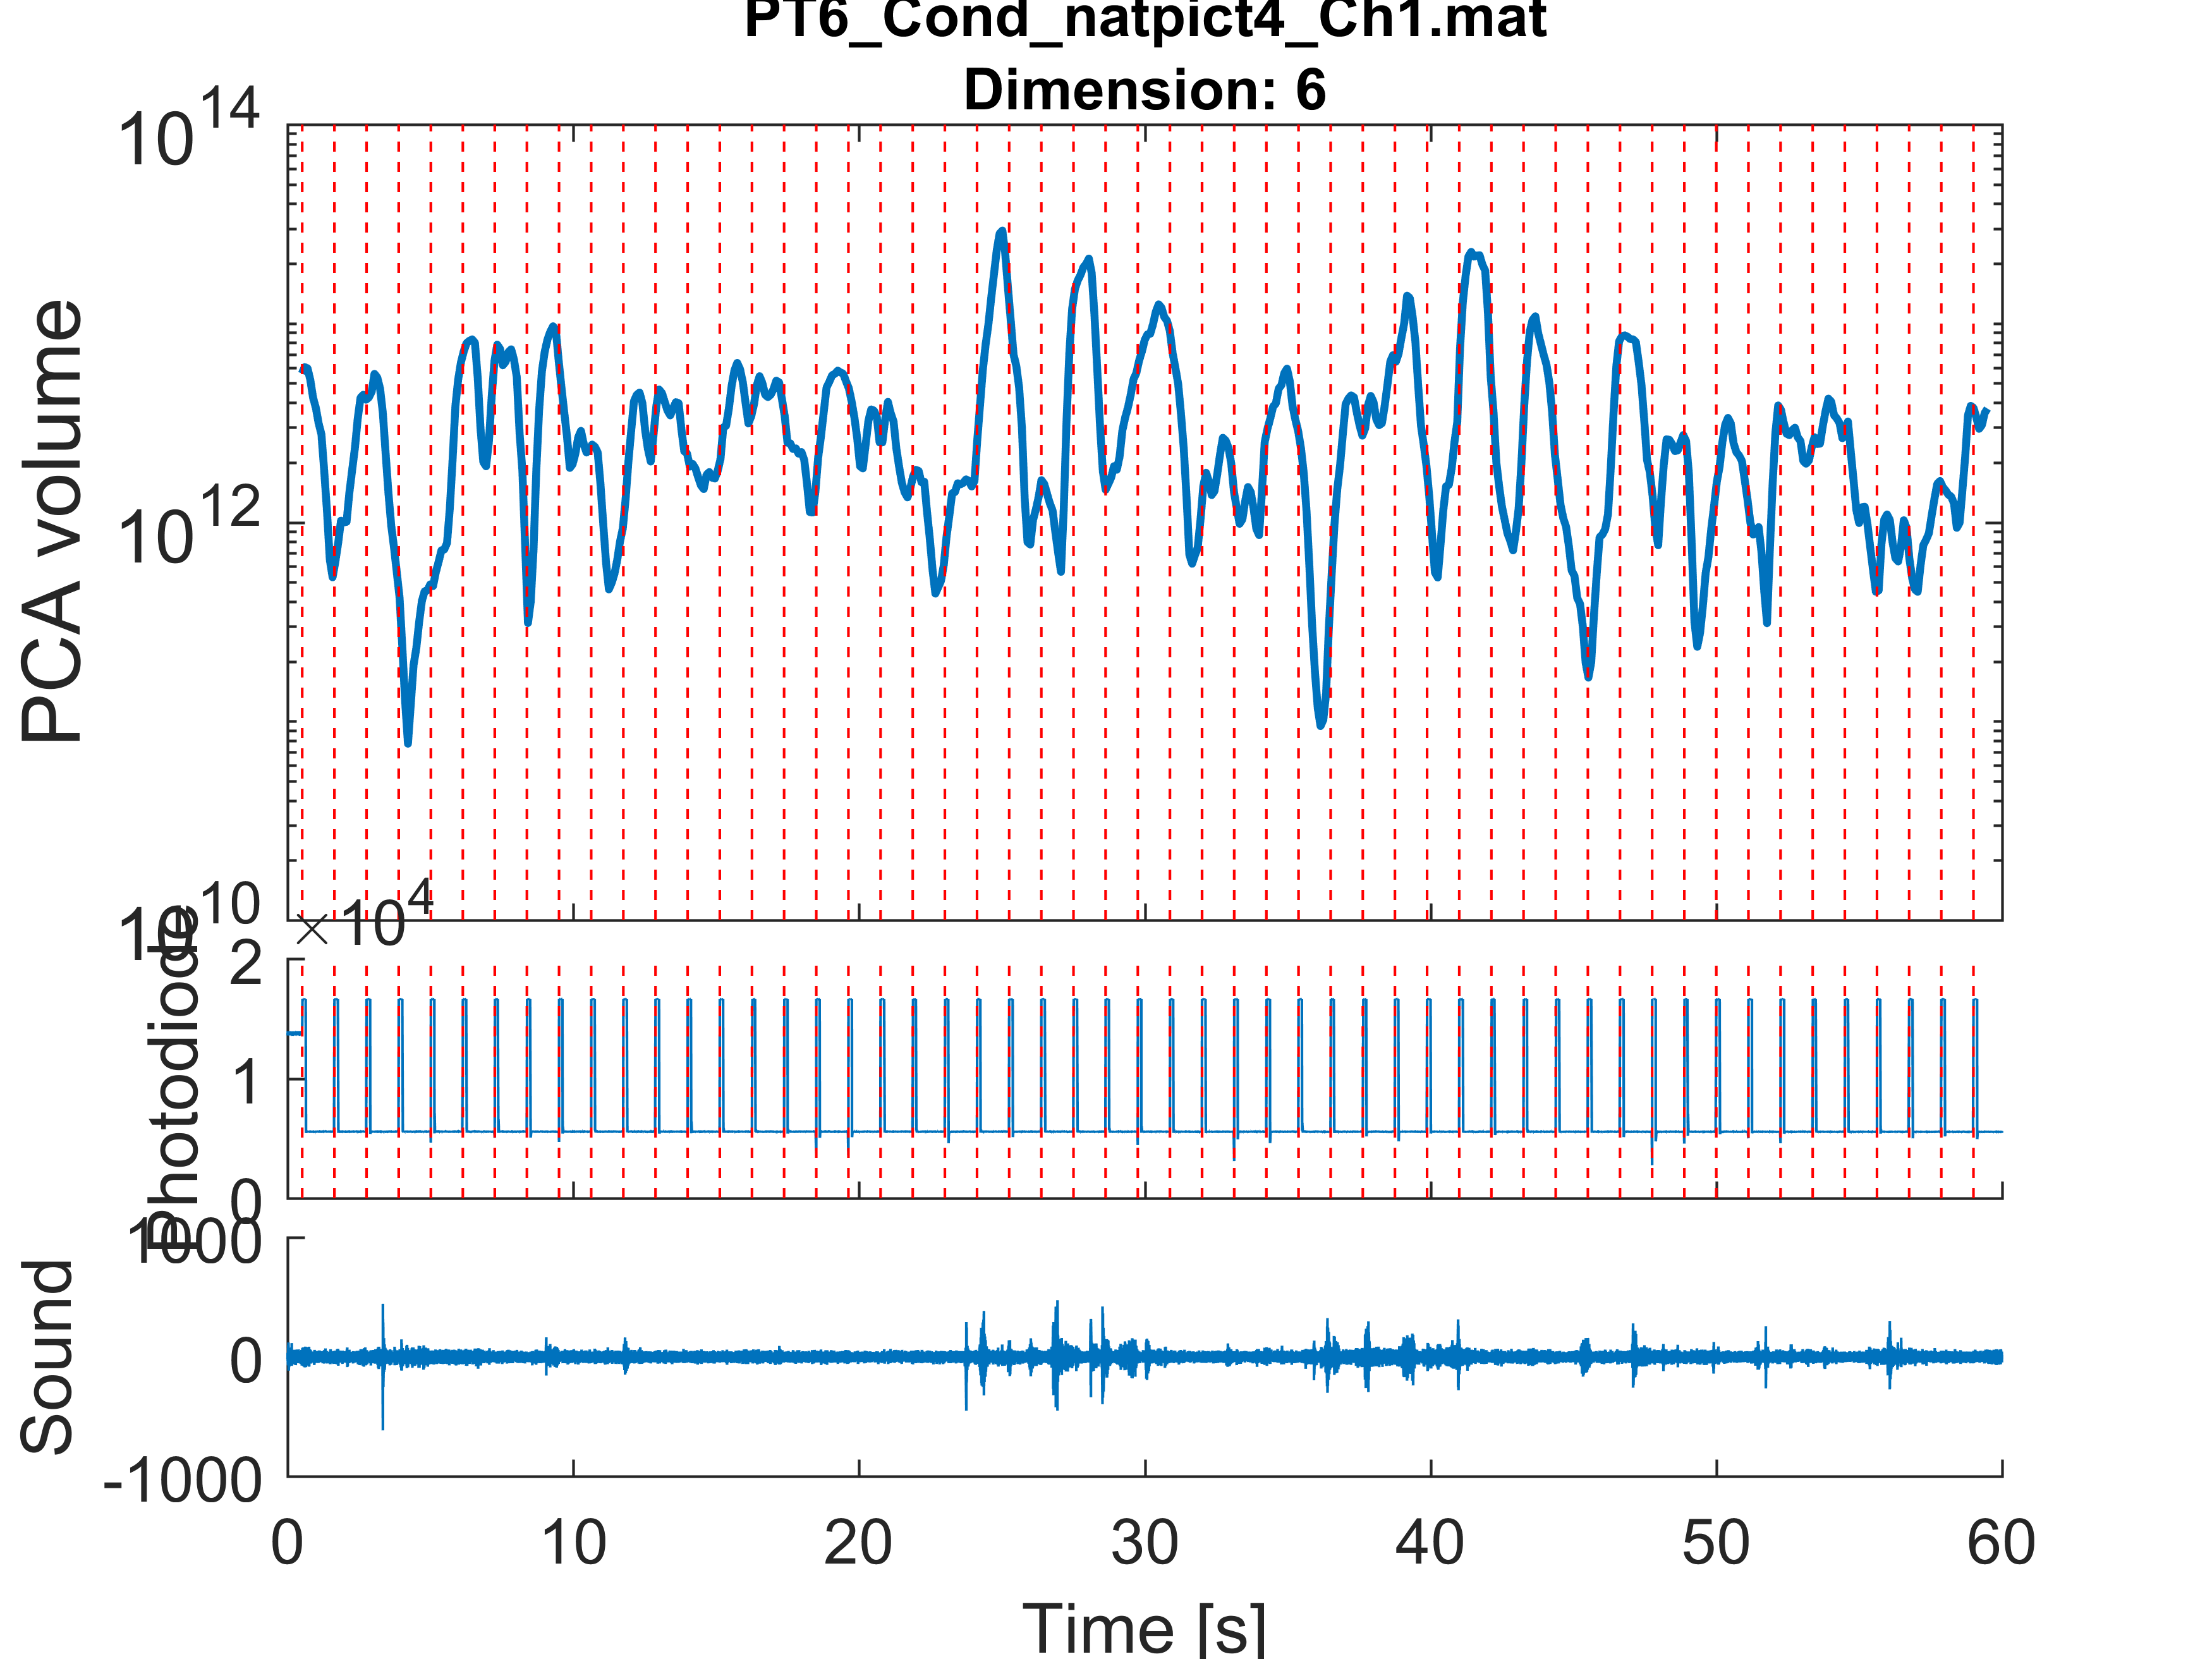 PT6_Cond_natpict4_Ch1.mat
Dimension: 6
PCA volume
10^14
10^12
10^10
×10^4
Photodiode
2
1
0
Sound
1000
0
-1000
0 10 20 30 40 50 60
Time [s]